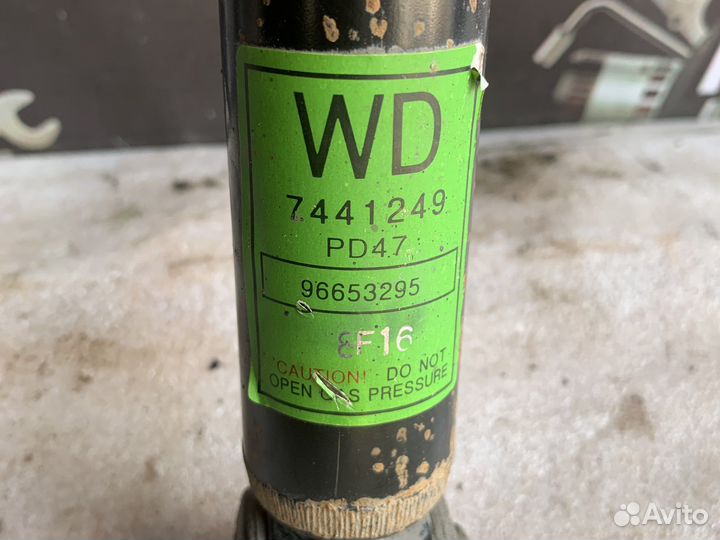 WD
7441249
PD47
96653295
8F16
CAUTION! DO NOT
OPEN GAS PRESSURE
Avito